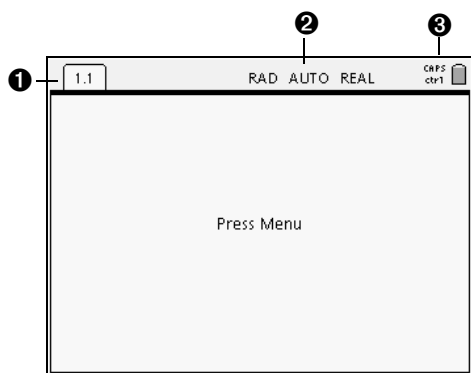 ❷ ❸
❶ 1.1 RAD AUTO REAL CAPS
ctrl
Press Menu